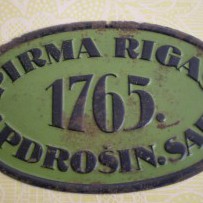 PIRMA RIGAS
1765.
APDROŠIN. SAB